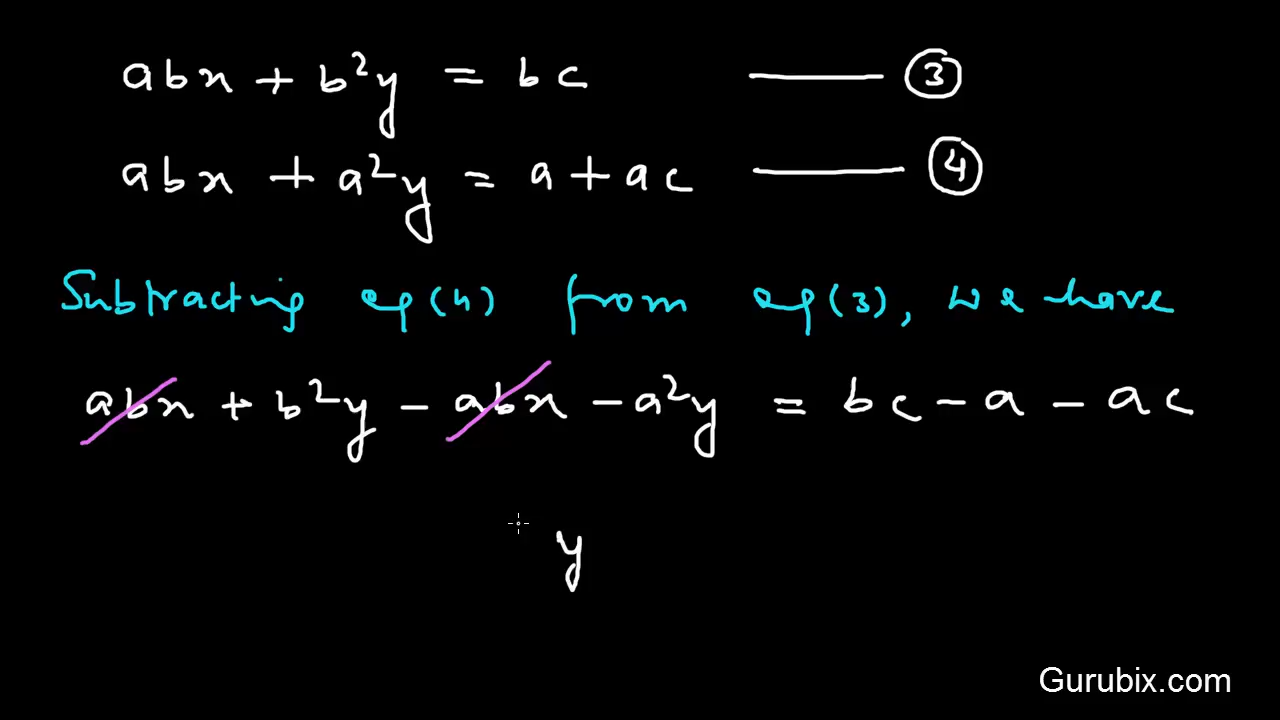 abx + b²y = bc ——— ③
abx + a²y = a + ac ——— ④
Subtracting eq(4) from eq(3), we have
abx + b²y - abx - a²y = bc - a - ac
y
Gurubix.com